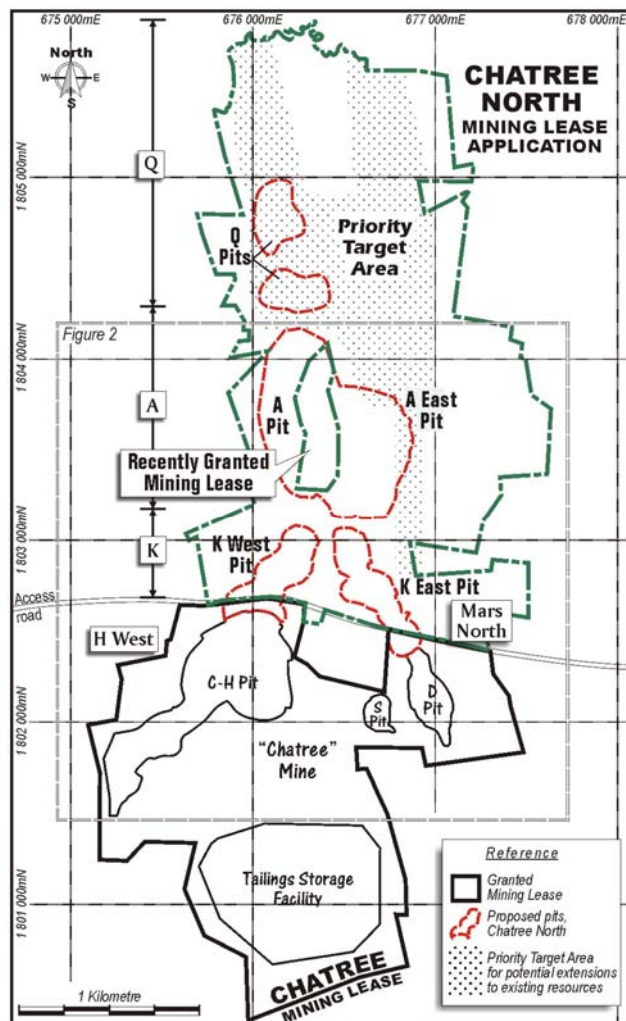 675 000mE
676 000mE
677 000mE
678 000mE
North
W
E
S
CHATREE
NORTH
MINING LEASE
APPLICATION
Q
1 805 000mN
Q
Pits
Priority
Target
Area
Figure 2
1 804 000mN
A
A
Pit
A East
Pit
Recently Granted
Mining Lease
1 803 000mN
K
K West
Pit
K East Pit
Access
road
Mars
North
H West
C-H Pit
S
Pit
D
Pit
1 802 000mN
"Chatree"
Mine
Tailings Storage
Facility
1 801 000mN
CHATREE
MINING LEASE
1 Kilometre
Reference
Granted
Mining Lease
Proposed pits,
Chatree North
Priority Target Area
for potential extensions
to existing resources